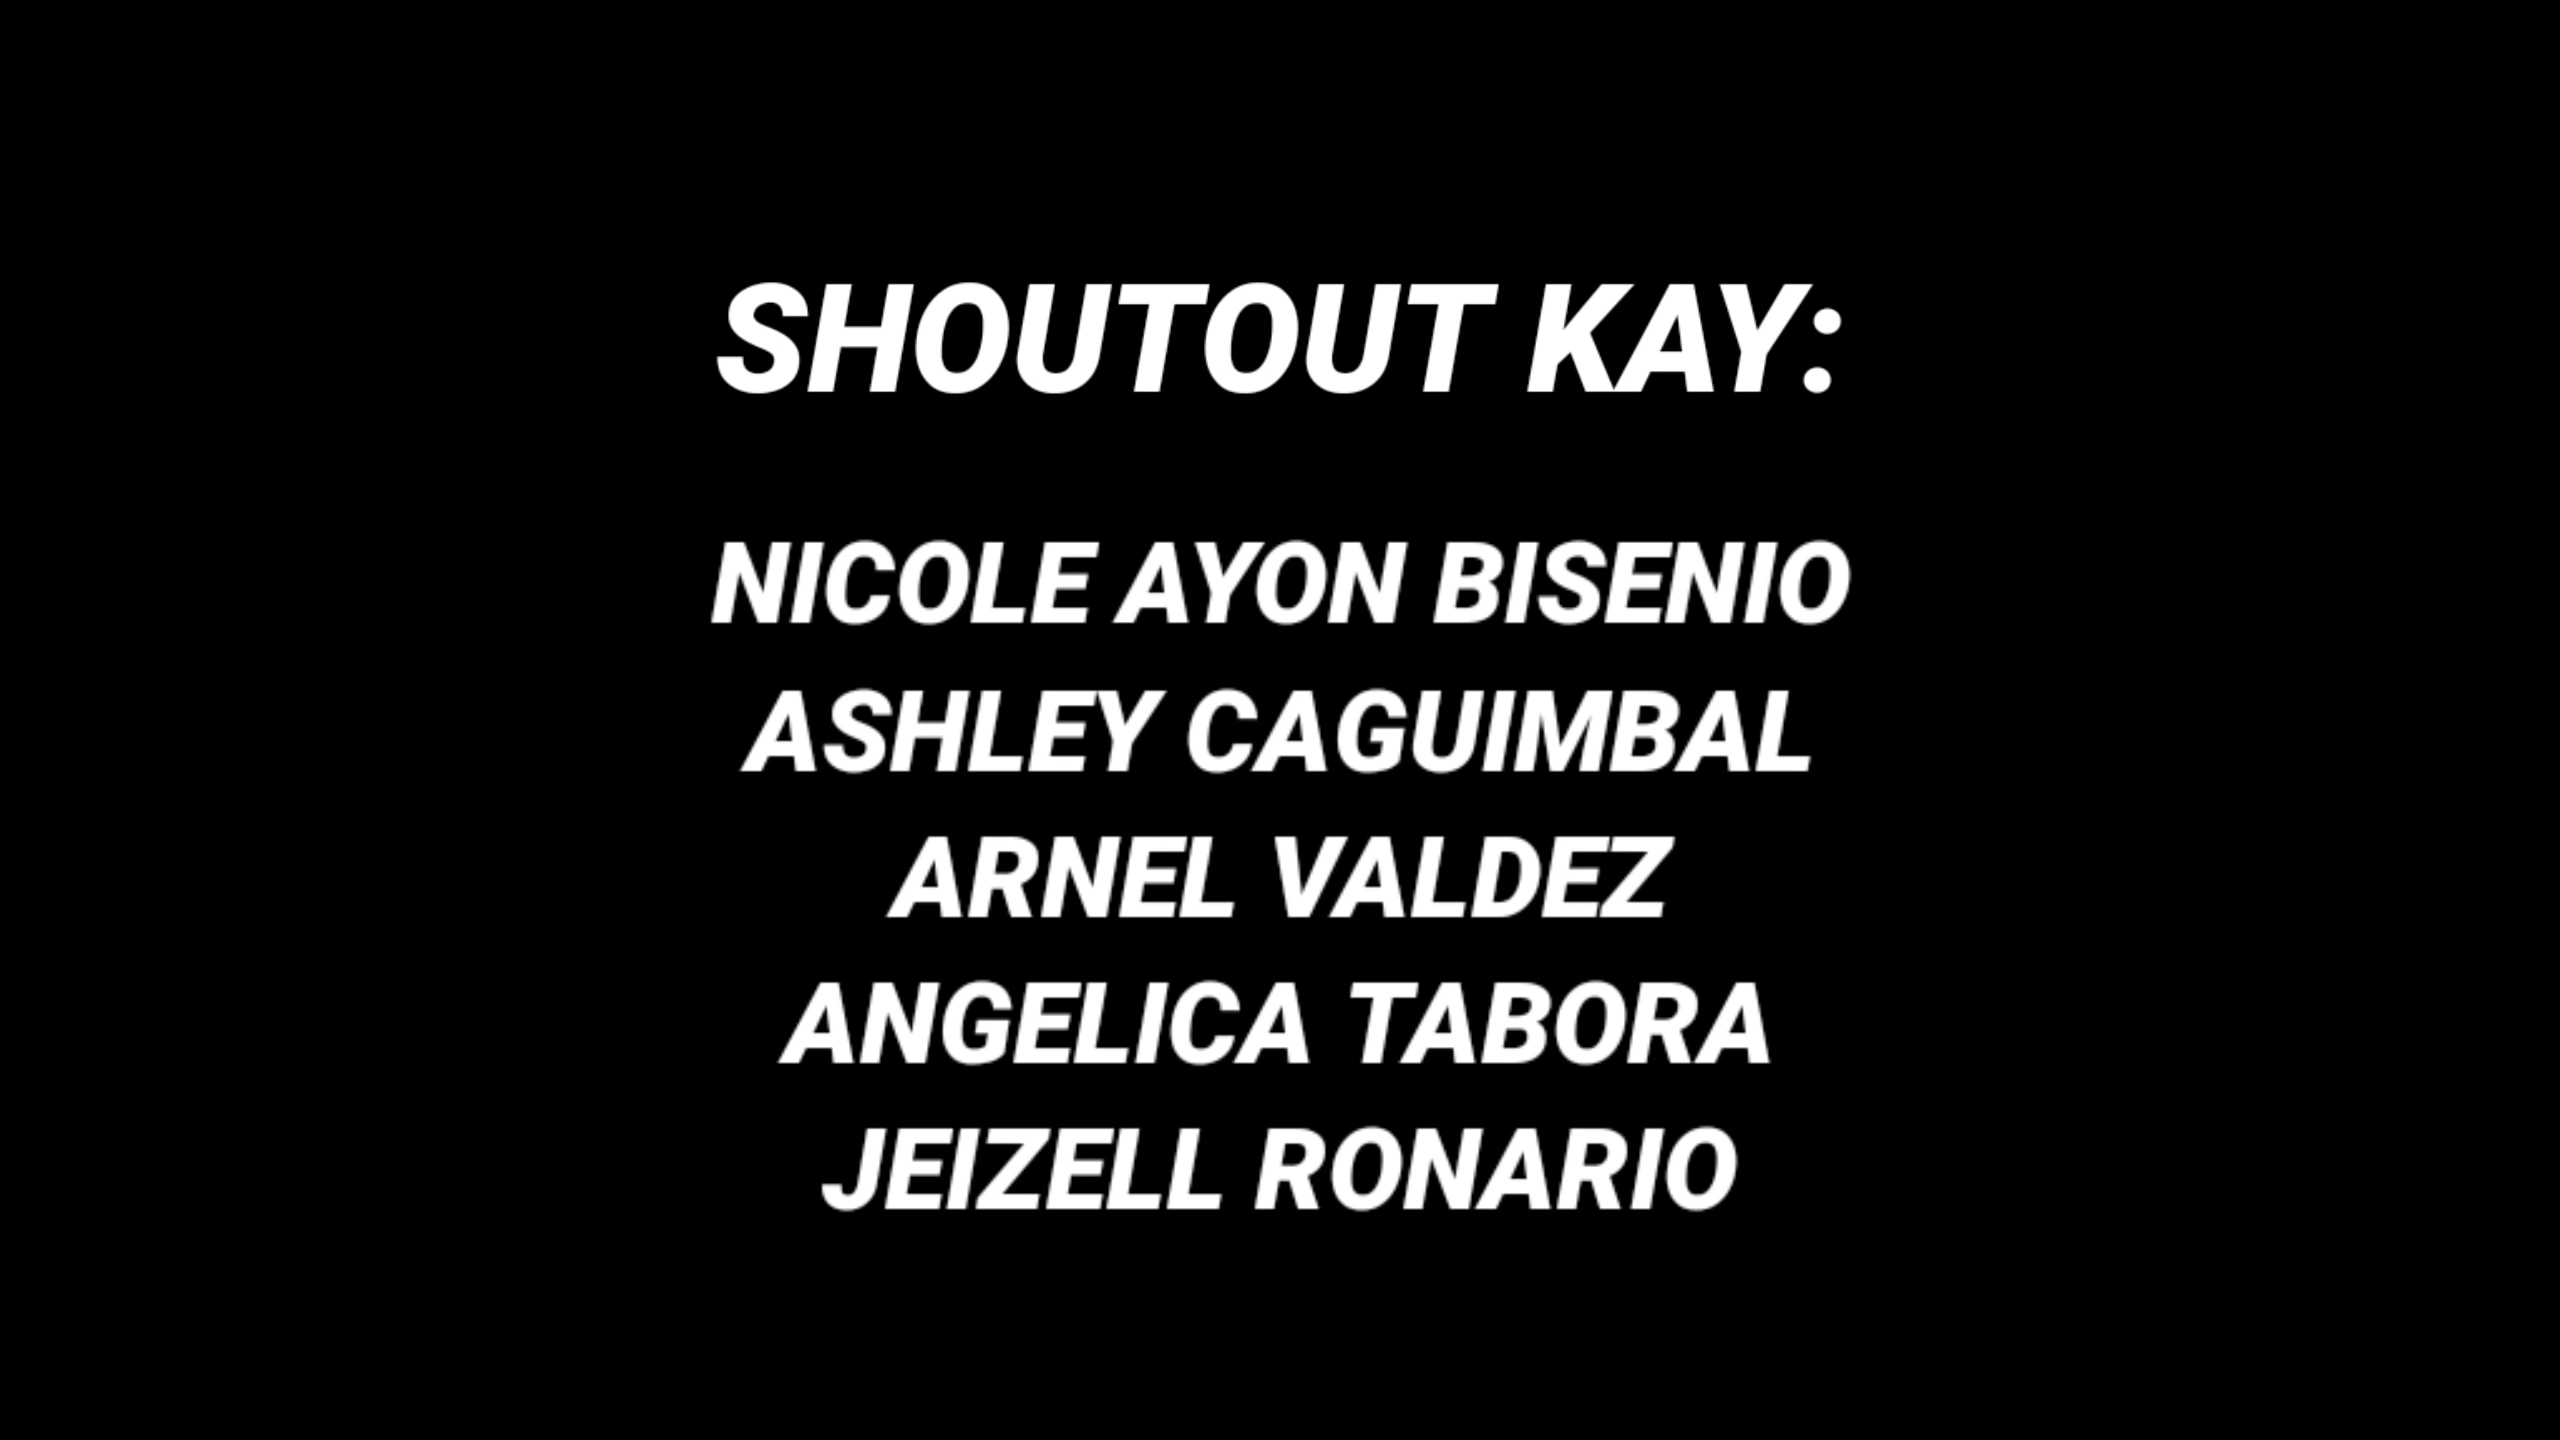 SHOUTOUT KAY:
NICOLE AYON BISENIO
ASHLEY CAGUIMBAL
ARNEL VALDEZ
ANGELICA TABORA
JEIZELL RONARIO